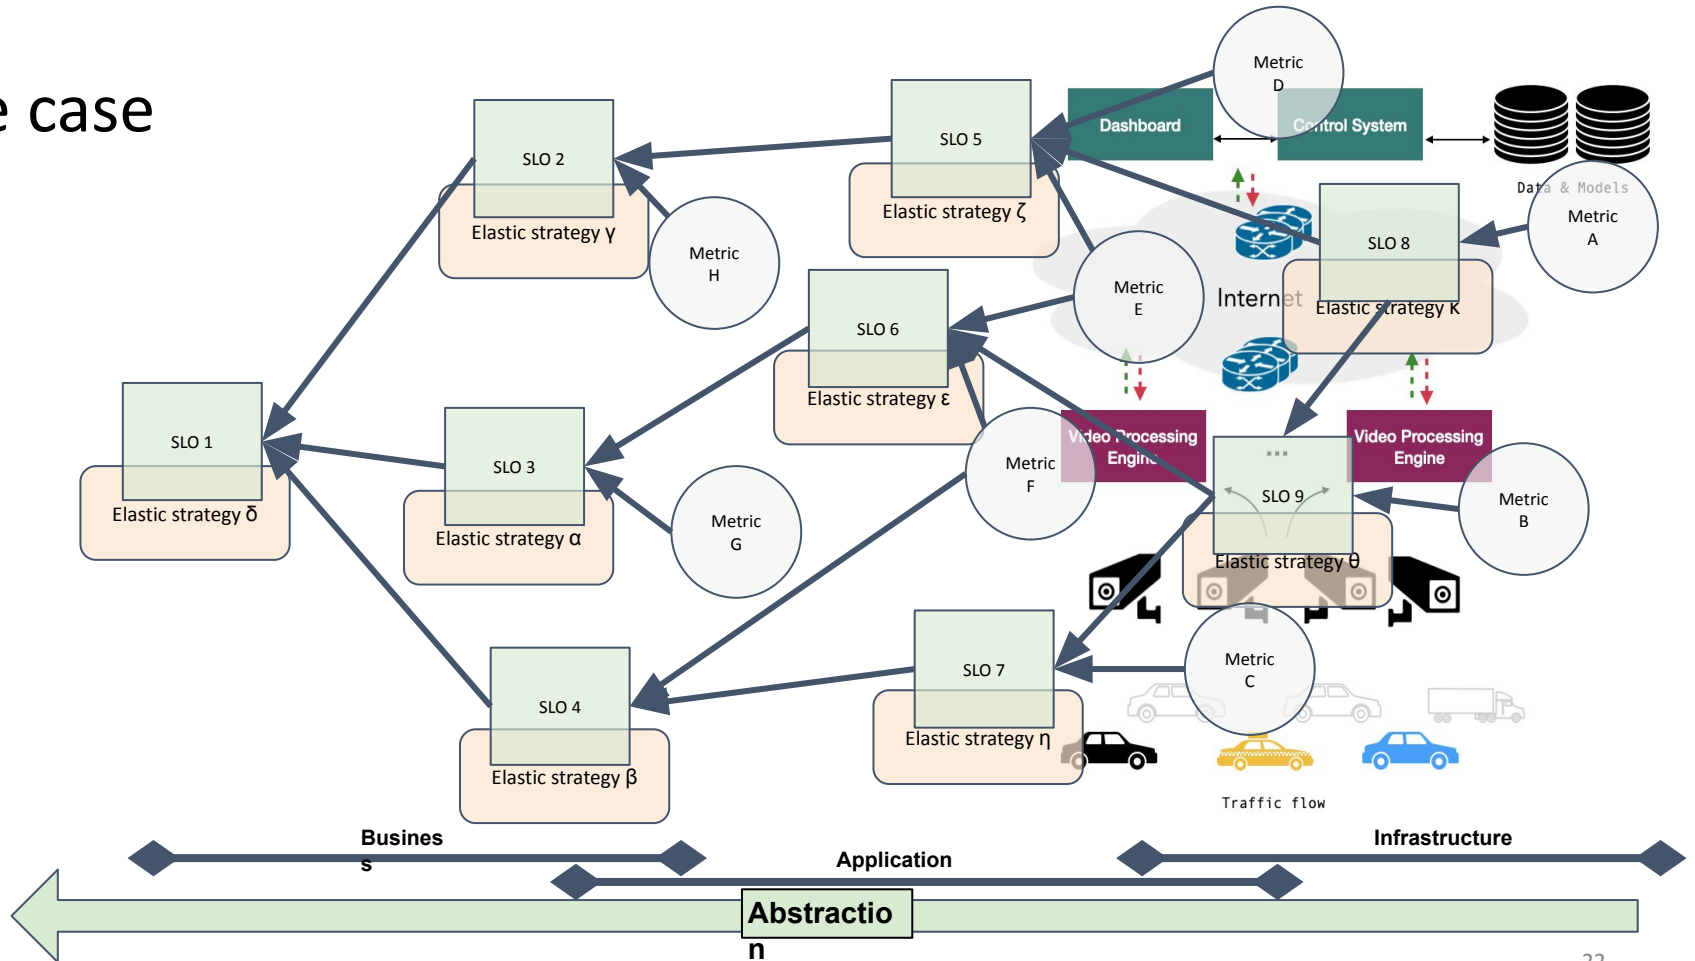 e case
Metric
D
Dashboard
Control System
SLO 5
SLO 2
Data & Models
Elastic strategy ζ
Metric
A
Elastic strategy γ
SLO 8
Metric
H
Metric
E
Internet
Elastic strategy κ
SLO 6
Elastic strategy ε
SLO 1
Video Processing
Engine
Video Processing
Engine
...
SLO 3
Metric
F
SLO 9
Metric
B
Elastic strategy δ
Metric
G
Elastic strategy α
Elastic strategy θ
SLO 7
Metric
C
SLO 4
Elastic strategy η
Elastic strategy β
Traffic flow
Busines
s
Infrastructure
Application
Abstractio
n